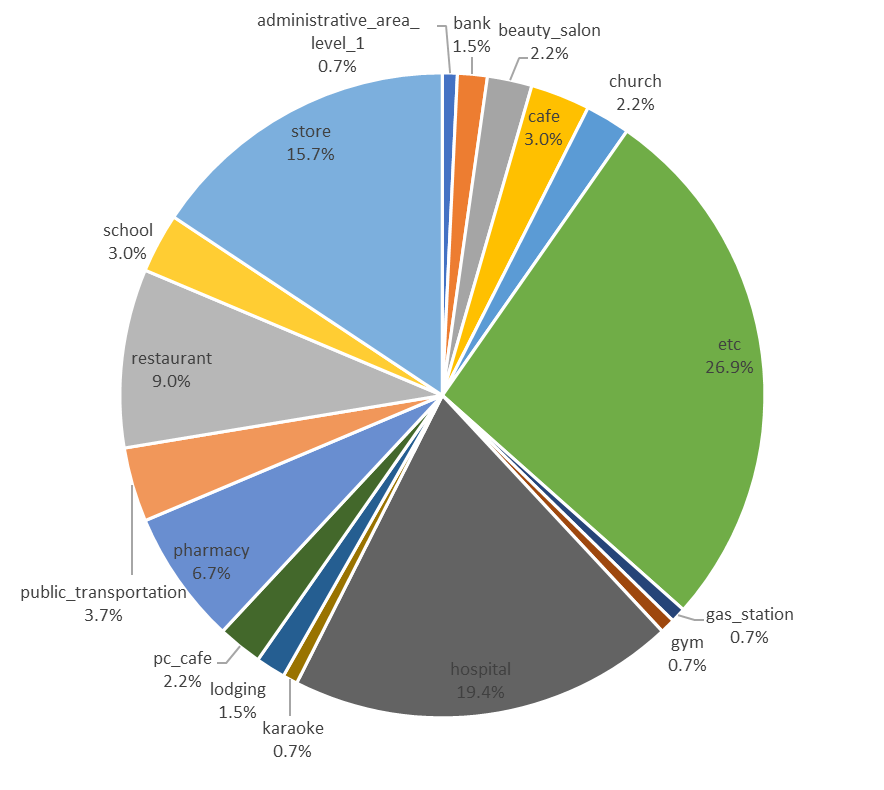 administrative_area_
level_1
0.7%
bank
1.5%
beauty_salon
2.2%
cafe
3.0%
church
2.2%
etc
26.9%
gas_station
0.7%
gym
0.7%
hospital
19.4%
karaoke
0.7%
lodging
1.5%
pc_cafe
2.2%
pharmacy
6.7%
public_transportation
3.7%
restaurant
9.0%
school
3.0%
store
15.7%